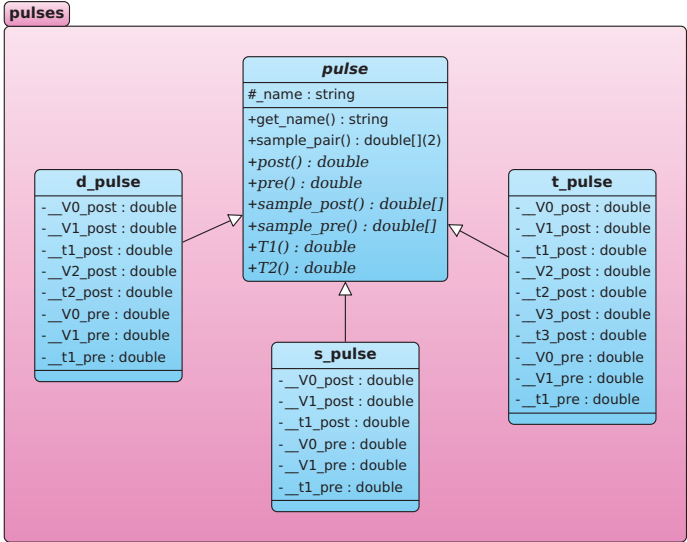 pulses
pulse
#_name : string
+get_name() : string
+sample_pair() : double[](2)
+post() : double
+pre() : double
+sample_post() : double[]
+sample_pre() : double[]
+T1() : double
+T2() : double
d_pulse
-__V0_post : double
-__V1_post : double
-__t1_post : double
-__V2_post : double
-__t2_post : double
-__V0_pre : double
-__V1_pre : double
-__t1_pre : double
t_pulse
-__V0_post : double
-__V1_post : double
-__t1_post : double
-__V2_post : double
-__t2_post : double
-__V3_post : double
-__t3_post : double
-__V0_pre : double
-__V1_pre : double
-__t1_pre : double
s_pulse
-__V0_post : double
-__V1_post : double
-__t1_post : double
-__V0_pre : double
-__V1_pre : double
-__t1_pre : double